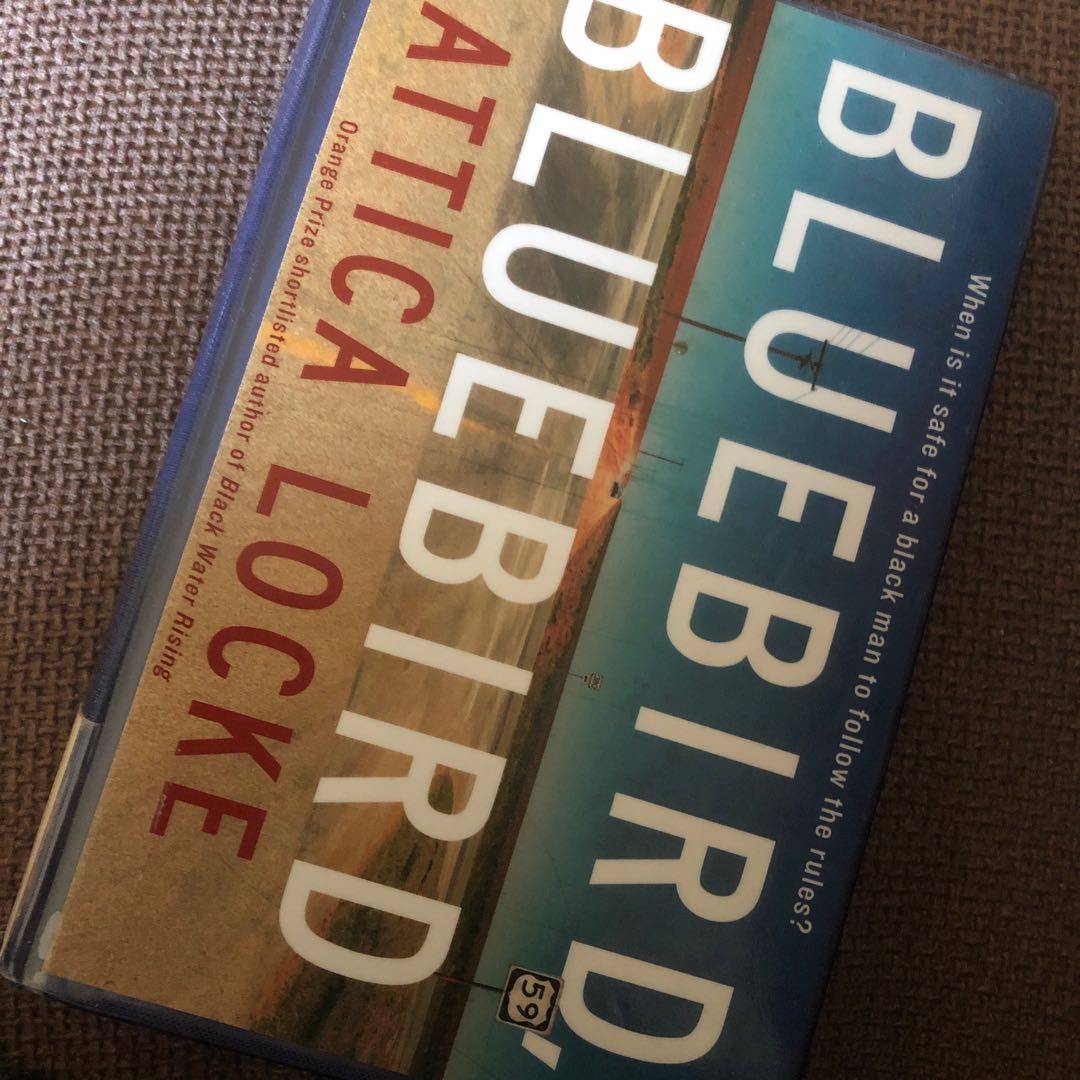 When is it safe for a black man to follow the rules?
BLUEBIRD,
BLUEBIRD
59
ATTICA LOCKE
Orange Prize shortlisted author of Black Water Rising